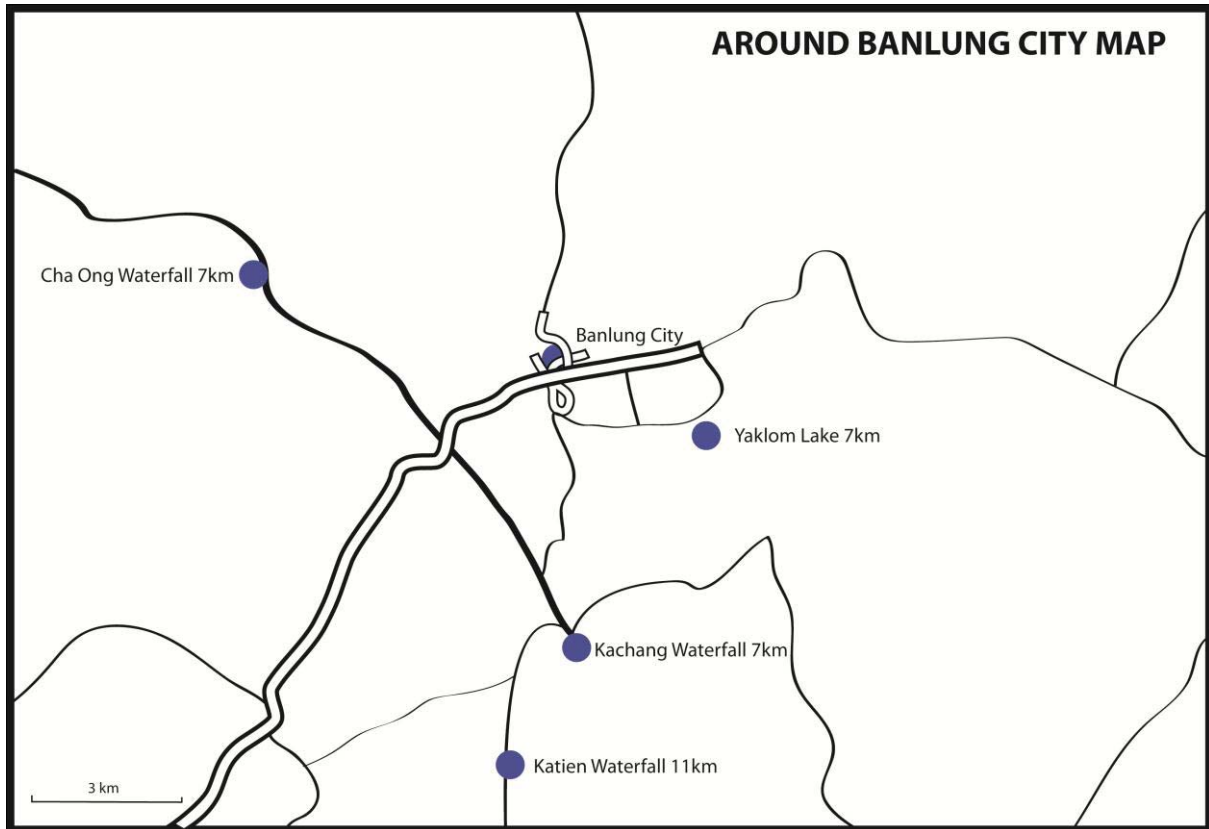 AROUND BANLUNG CITY MAP
Cha Ong Waterfall 7km
Banlung City
Yaklom Lake 7km
Kachang Waterfall 7km
Katien Waterfall 11km
3 km